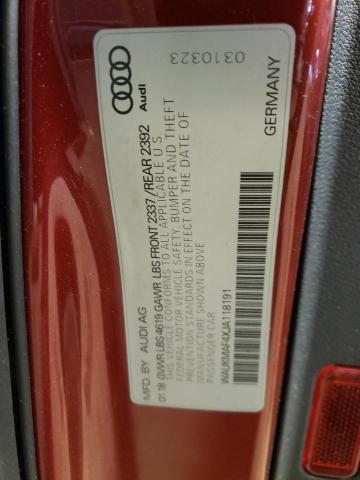 0310323
Audi
GERMANY
MFD. BY AUDI AG
01.18 GVWR LBS 4619 GAWR LBS FRONT 2337 / REAR 2392
THIS VEHICLE CONFORMS TO ALL APPLICABLE U.S.
FEDERAL MOTOR VEHICLE SAFETY, BUMPER AND THEFT
PREVENTION STANDARDS IN EFFECT ON THE DATE OF
MANUFACTURE SHOWN ABOVE
PASSENGER CAR
WAUKMAF4XJA118191